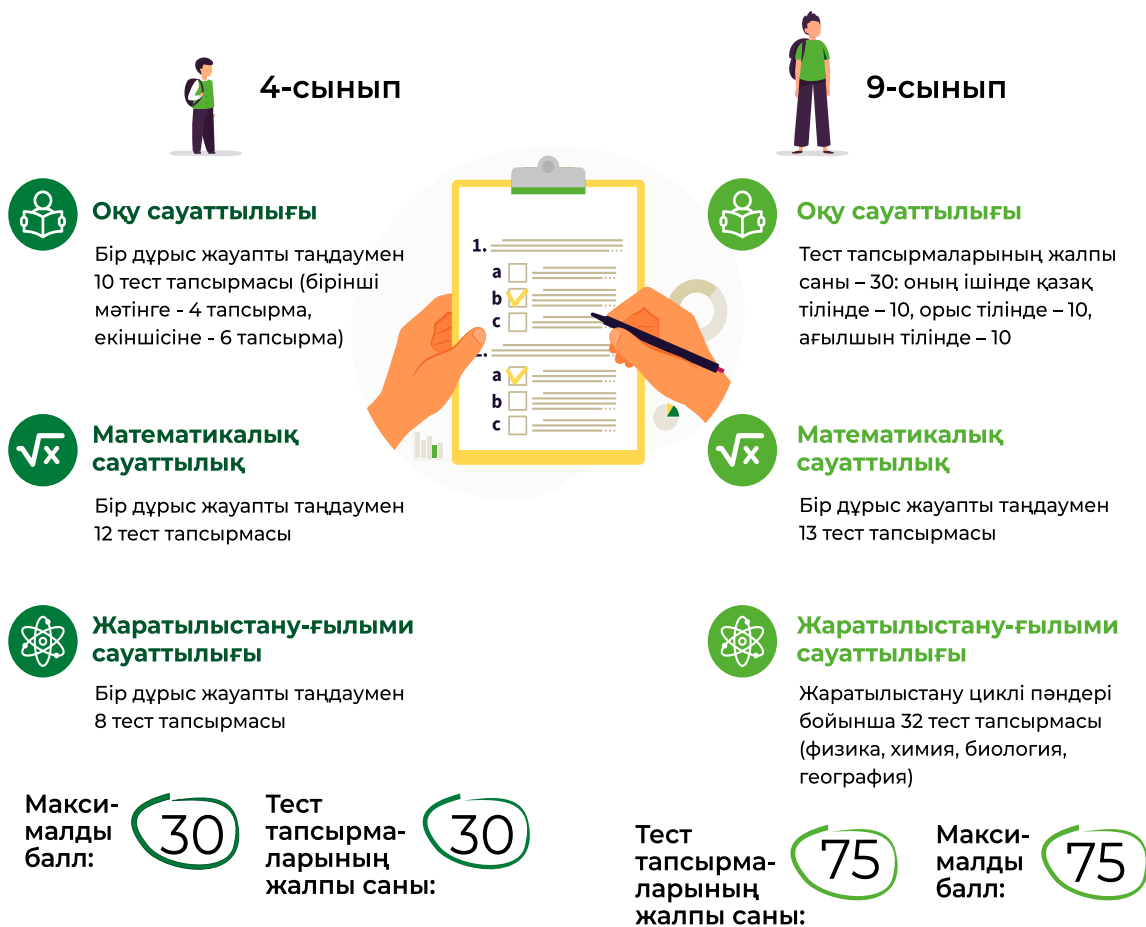 4-сынып
Оқу сауаттылығы
Бір дұрыс жауапты таңдаумен
10 тест тапсырмасы (бірінші
мәтінге - 4 тапсырма,
екіншісіне - 6 тапсырма)
Математикалық
сауаттылық
Бір дұрыс жауапты таңдаумен
12 тест тапсырмасы
Жаратылыстану-ғылыми
сауаттылығы
Бір дұрыс жауапты таңдаумен
8 тест тапсырмасы
Макси-
малды
балл:
30
Тест
тапсырма-
ларының
жалпы саны:
30
1.
a
b
c
a
b
c
9-сынып
Оқу сауаттылығы
Тест тапсырмаларының жалпы
саны – 30: оның ішінде қазақ
тілінде – 10, орыс тілінде – 10,
ағылшын тілінде – 10
Математикалық
сауаттылық
Бір дұрыс жауапты таңдаумен
13 тест тапсырмасы
Жаратылыстану-ғылыми
сауаттылығы
Жаратылыстану циклі пәндері
бойынша 32 тест тапсырмасы
(физика, химия, биология,
география)
Тест
тапсырма-
ларының
жалпы саны:
75
Макси-
малды
балл:
75
√x
√x